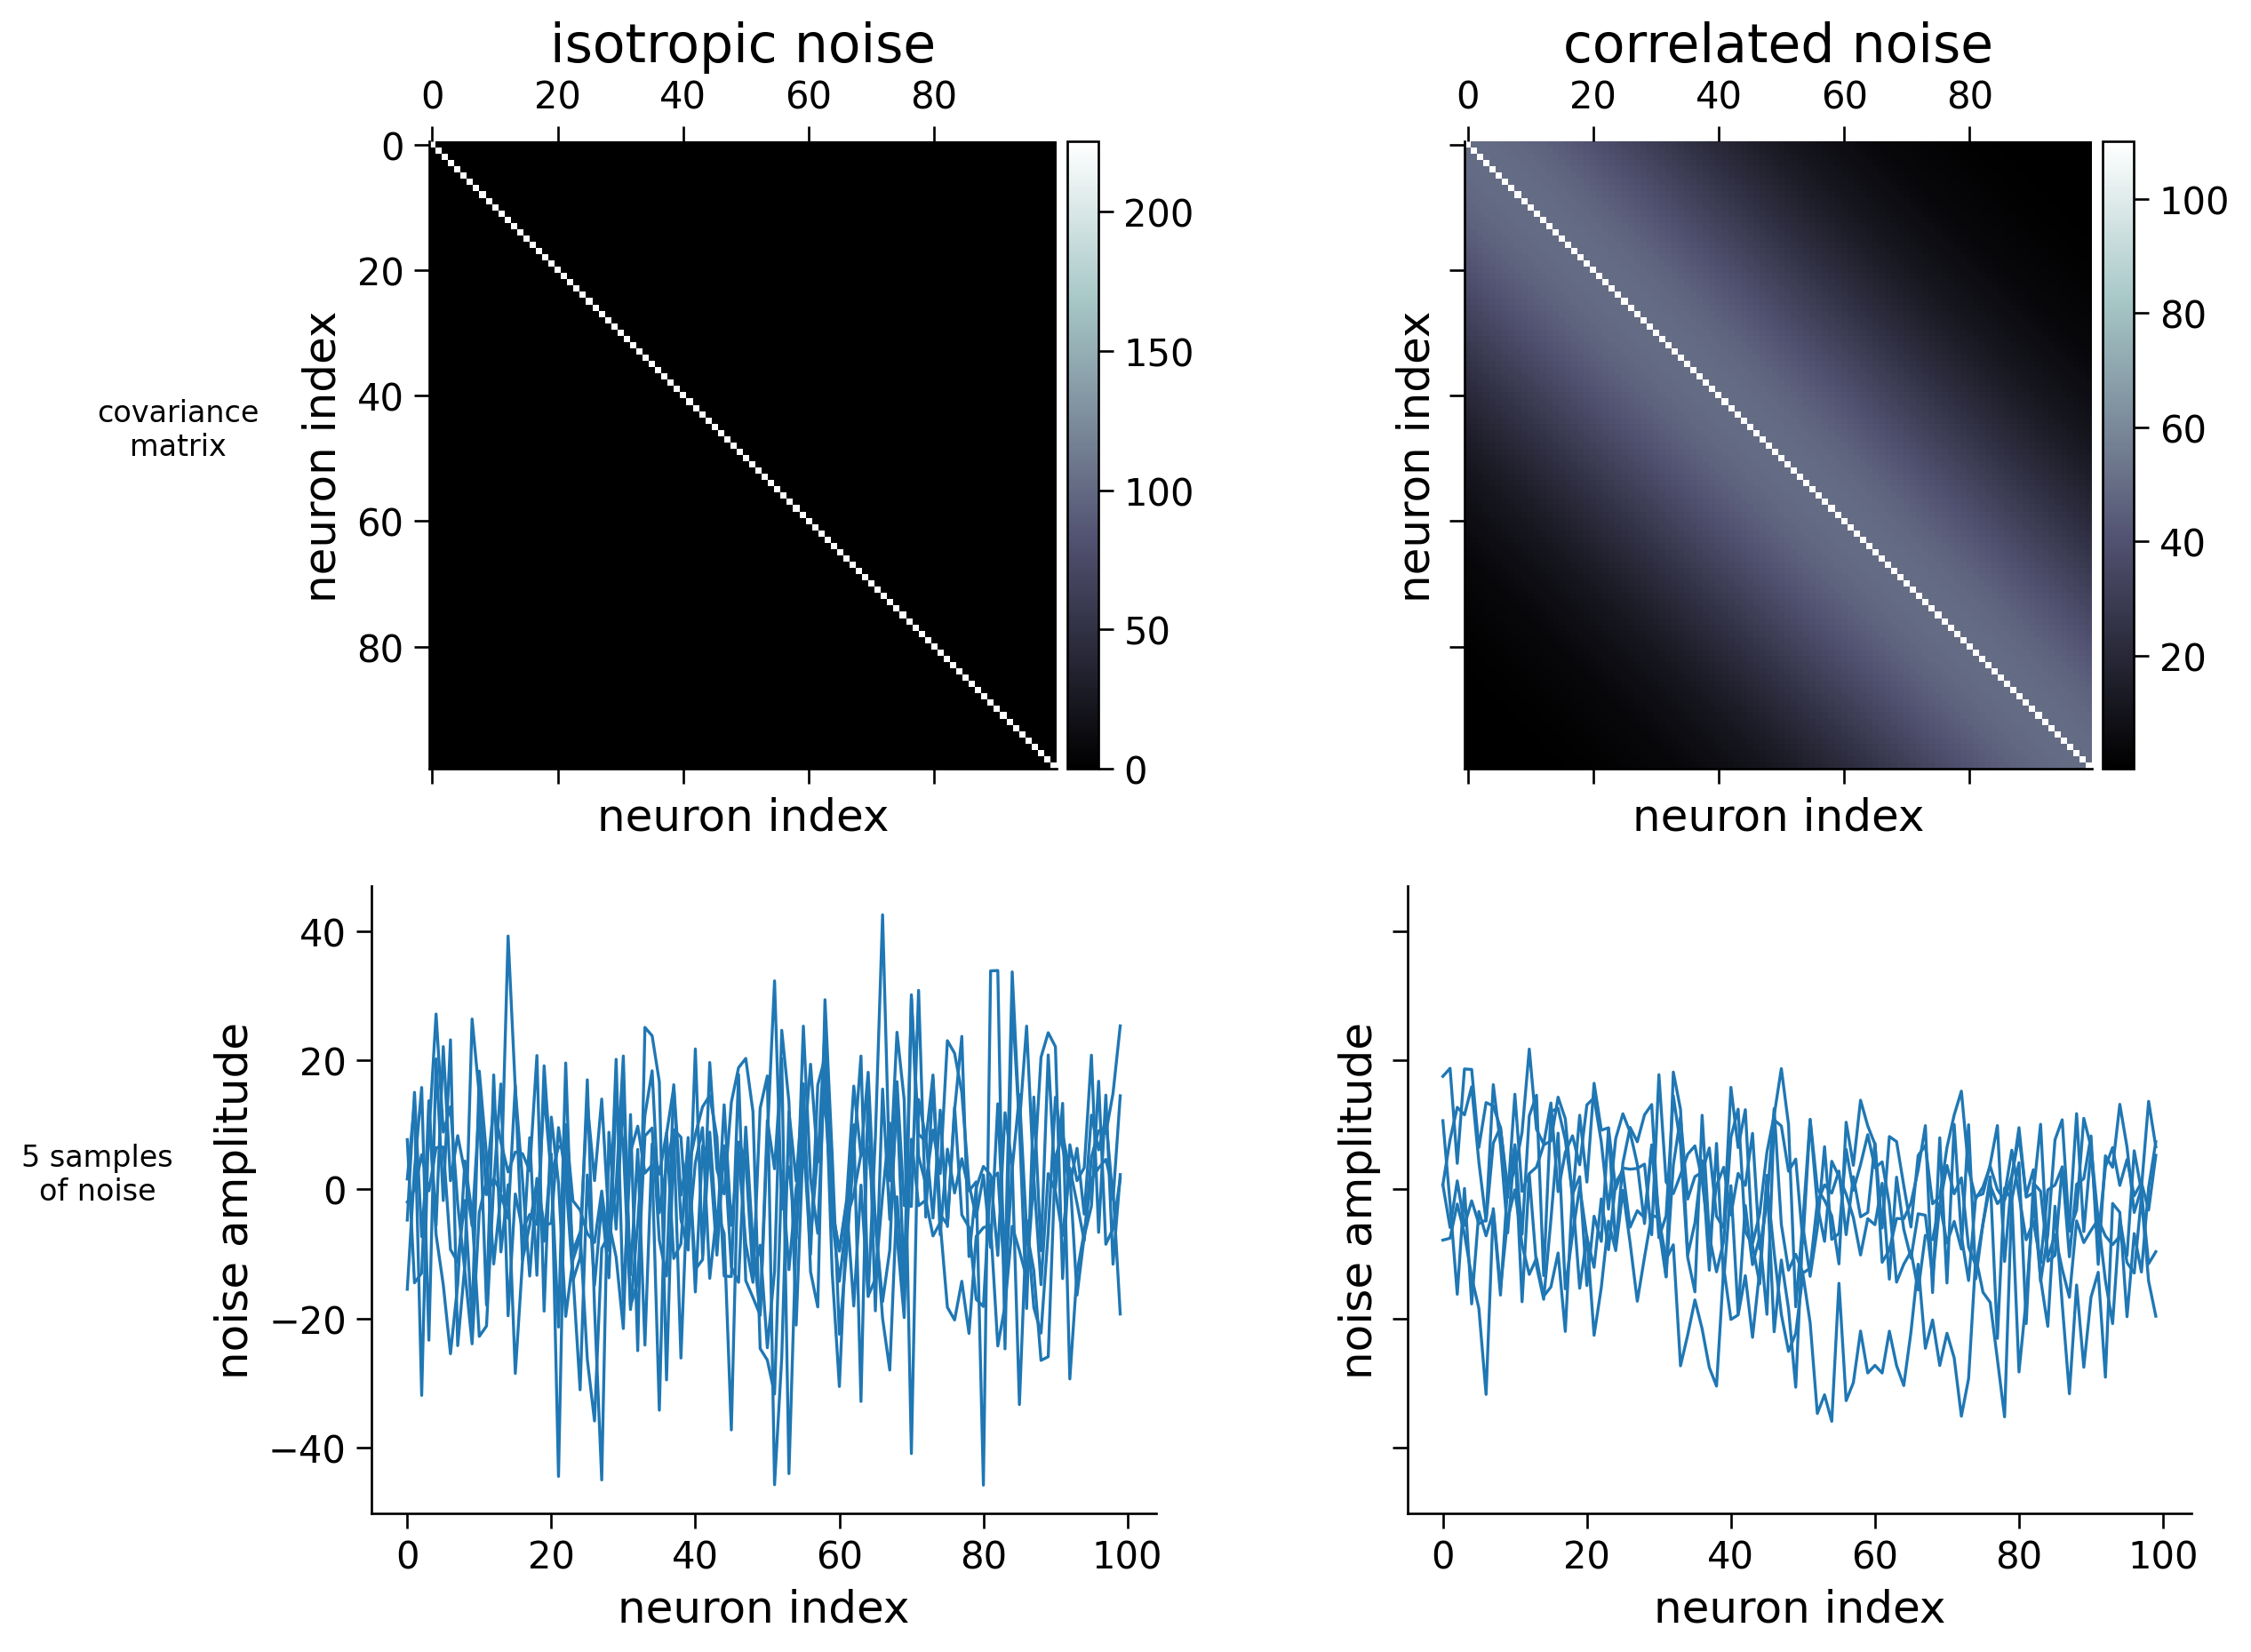 isotropic noise
0 20 40 60 80
0
20
40
60
80
neuron index
covariance
matrix
200
150
100
50
0
neuron index
correlated noise
0 20 40 60 80
neuron index
100
80
60
40
20
neuron index
5 samples
of noise
noise amplitude
40
20
0
−20
−40
0 20 40 60 80 100
neuron index
noise amplitude
0 20 40 60 80 100
neuron index